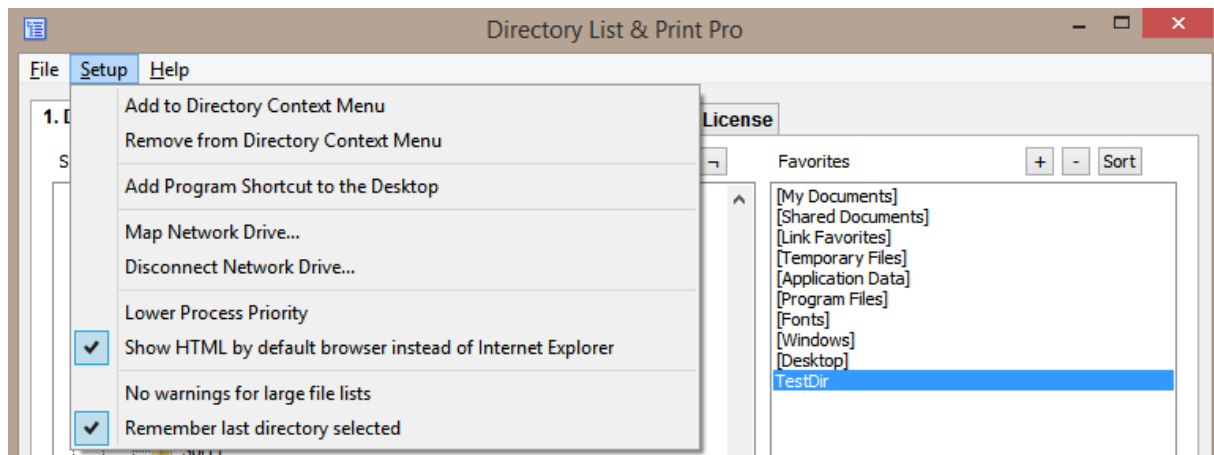 Directory List & Print Pro
File Setup Help
Add to Directory Context Menu
Remove from Directory Context Menu
Add Program Shortcut to the Desktop
Map Network Drive...
Disconnect Network Drive...
Lower Process Priority
Show HTML by default browser instead of Internet Explorer
No warnings for large file lists
Remember last directory selected
1.
License
Favorites + - Sort
[My Documents]
[Shared Documents]
[Link Favorites]
[Temporary Files]
[Application Data]
[Program Files]
[Fonts]
[Windows]
[Desktop]
TestDir